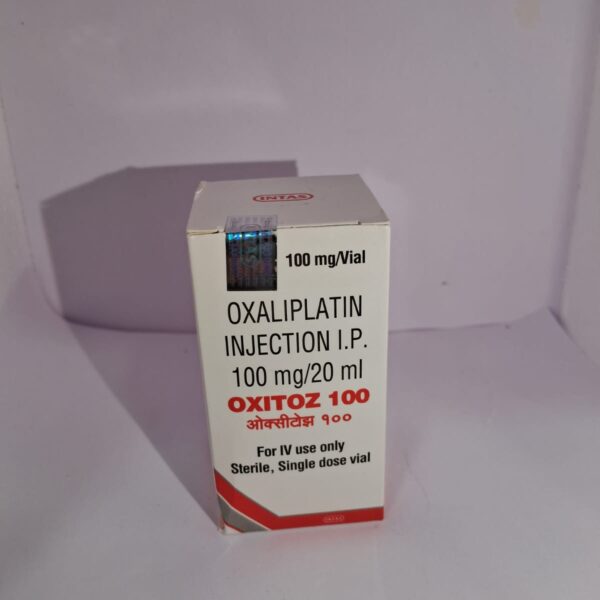 INTAS
100 mg/Vial
OXALIPLATIN
INJECTION I.P.
100 mg/20 ml
OXITOZ 100
ओक्सीटोझ १००
For IV use only
Sterile, Single dose vial
INTAS